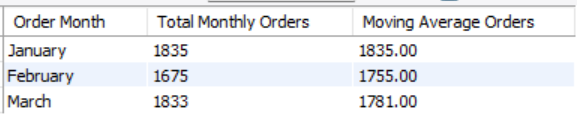 Order Month Total Monthly Orders Moving Average Orders
January 1835 1835.00
February 1675 1755.00
March 1833 1781.00